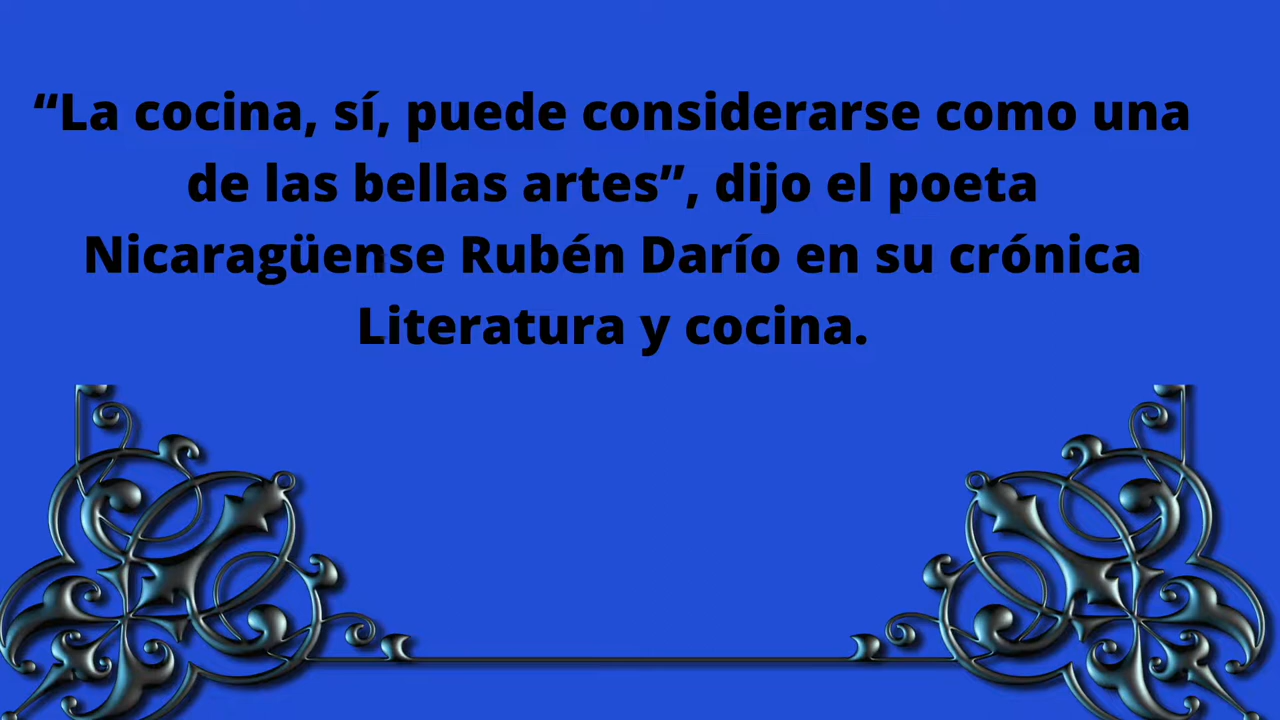 “La cocina, sí, puede considerarse como una
de las bellas artes”, dijo el poeta
Nicaragüense Rubén Darío en su crónica
Literatura y cocina.